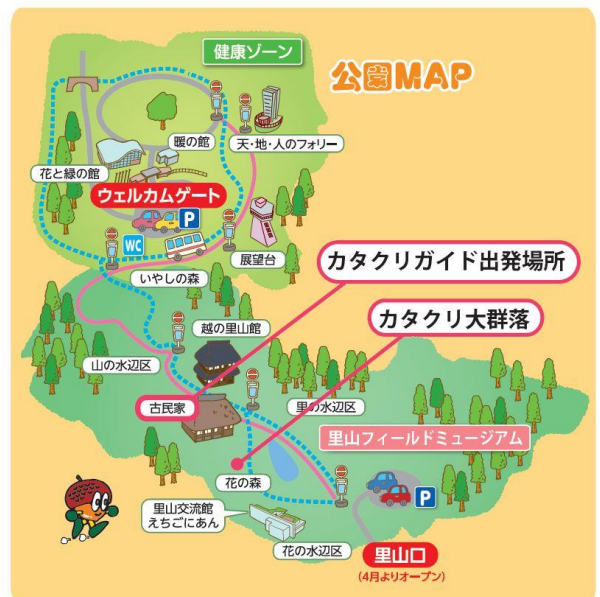 健康ゾーン
公園MAP
暖の館
天・地・人のフォリー
花と緑の館
ウェルカムゲート
P
WC
いやしの森
展望台
カタクリガイド出発場所
カタクリ大群落
越の里山館
山の水辺区
古民家
里の水辺区
里山フィールドミュージアム
花の森
里山交流館
えちごにあん
P
花の水辺区
里山口
(4月よりオープン)